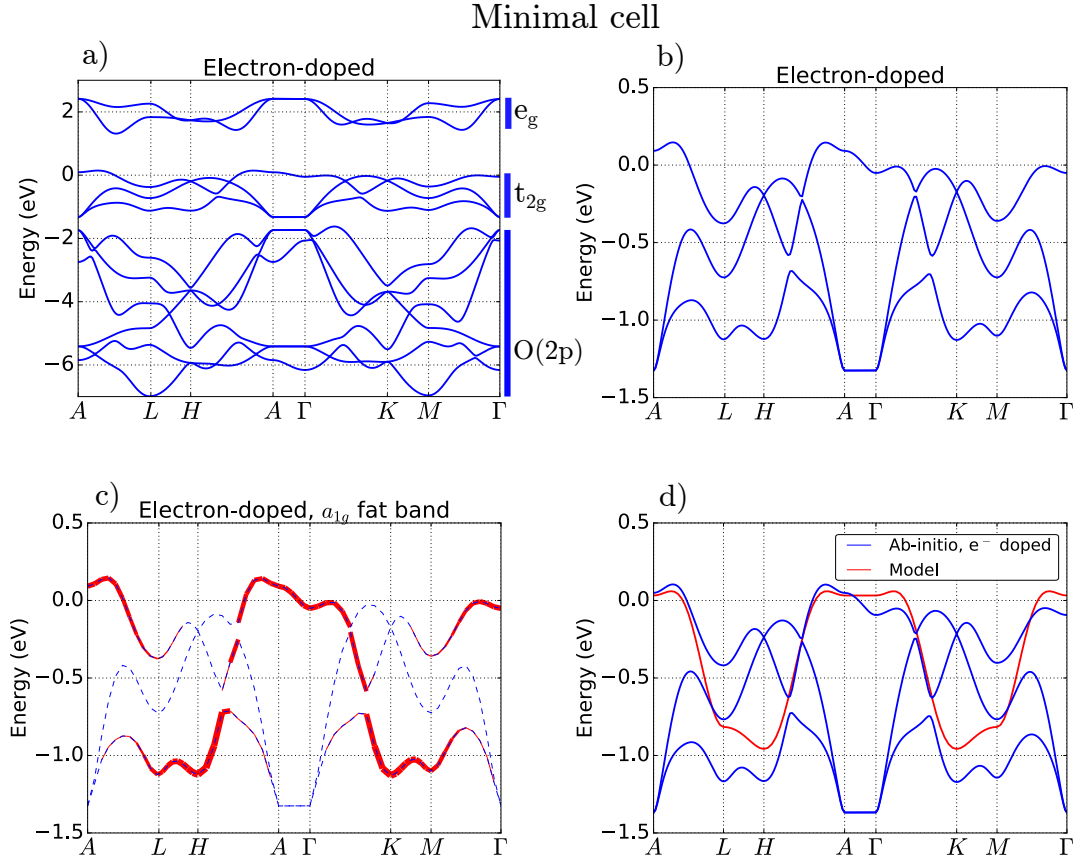 Minimal cell
a)
Electron-doped
Energy (eV)
2
0
−2
−4
−6
A L H A Γ K M Γ
e_g
t_2g
O(2p)
b)
Electron-doped
Energy (eV)
0.5
0.0
−0.5
−1.0
−1.5
A L H A Γ K M Γ
c)
Electron-doped, a_1g fat band
Energy (eV)
0.5
0.0
−0.5
−1.0
−1.5
A L H A Γ K M Γ
d)
Energy (eV)
0.5
0.0
−0.5
−1.0
−1.5
A L H A Γ K M Γ
Ab-initio, e⁻ doped
Model